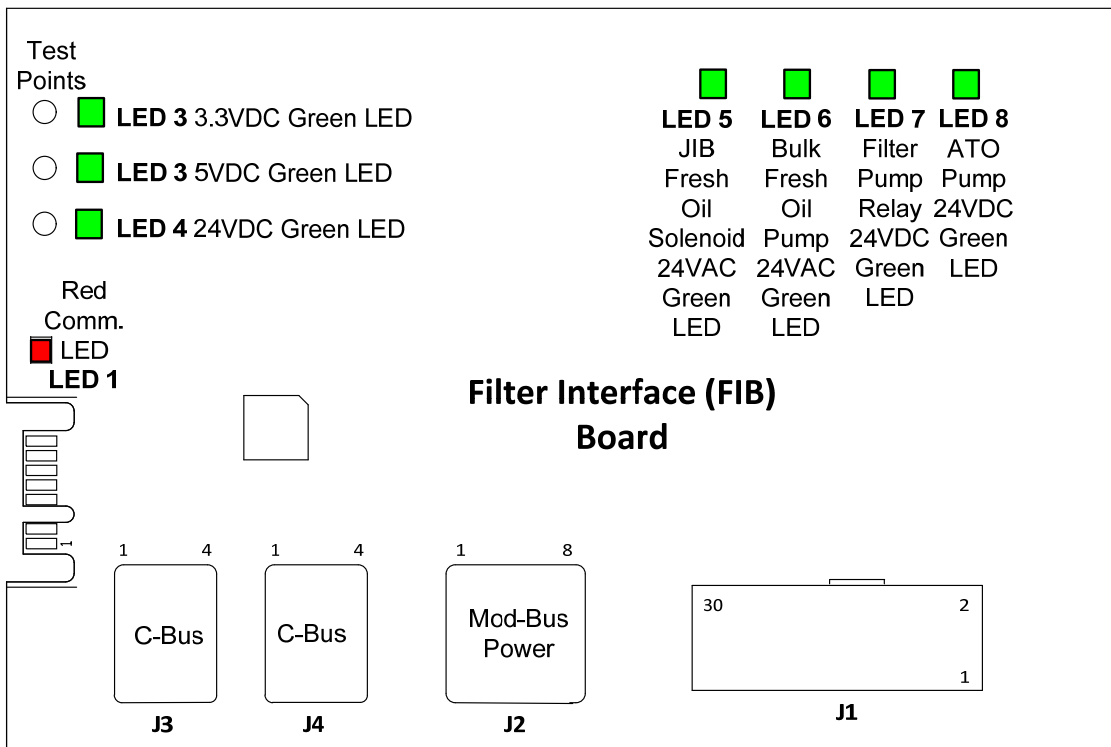 Test
Points
LED 3 3.3VDC Green LED
LED 3 5VDC Green LED
LED 4 24VDC Green LED
Red
Comm.
LED
LED 1
LED 5
JIB
Fresh
Oil
Solenoid
24VAC
Green
LED
LED 6
Bulk
Fresh
Oil
Pump
24VAC
Green
LED
LED 7
Filter
Pump
Relay
24VDC
Green
LED
LED 8
ATO
Pump
24VDC
Green
LED
Filter Interface (FIB)
Board
1
1 4
C-Bus
J3
1 4
C-Bus
J4
1 8
Mod-Bus
Power
J2
30 2
1
J1